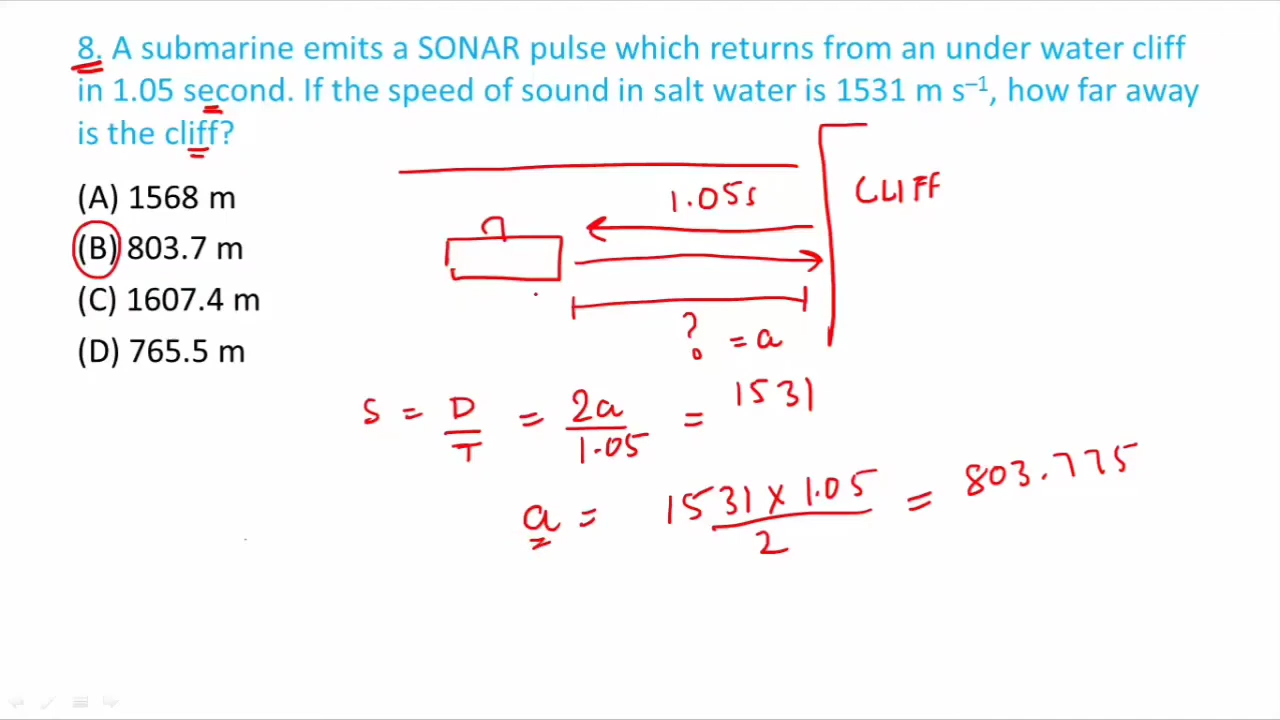 8. A submarine emits a SONAR pulse which returns from an under water cliff
in 1.05 second. If the speed of sound in salt water is 1531 m s⁻¹, how far away
is the cliff?
(A) 1568 m
(B) 803.7 m
(C) 1607.4 m
(D) 765.5 m
1.05s
CLIFF
? = a
S = D/T = 2a/1.05 = 1531
a = 1531 x 1.05/2 = 803.775